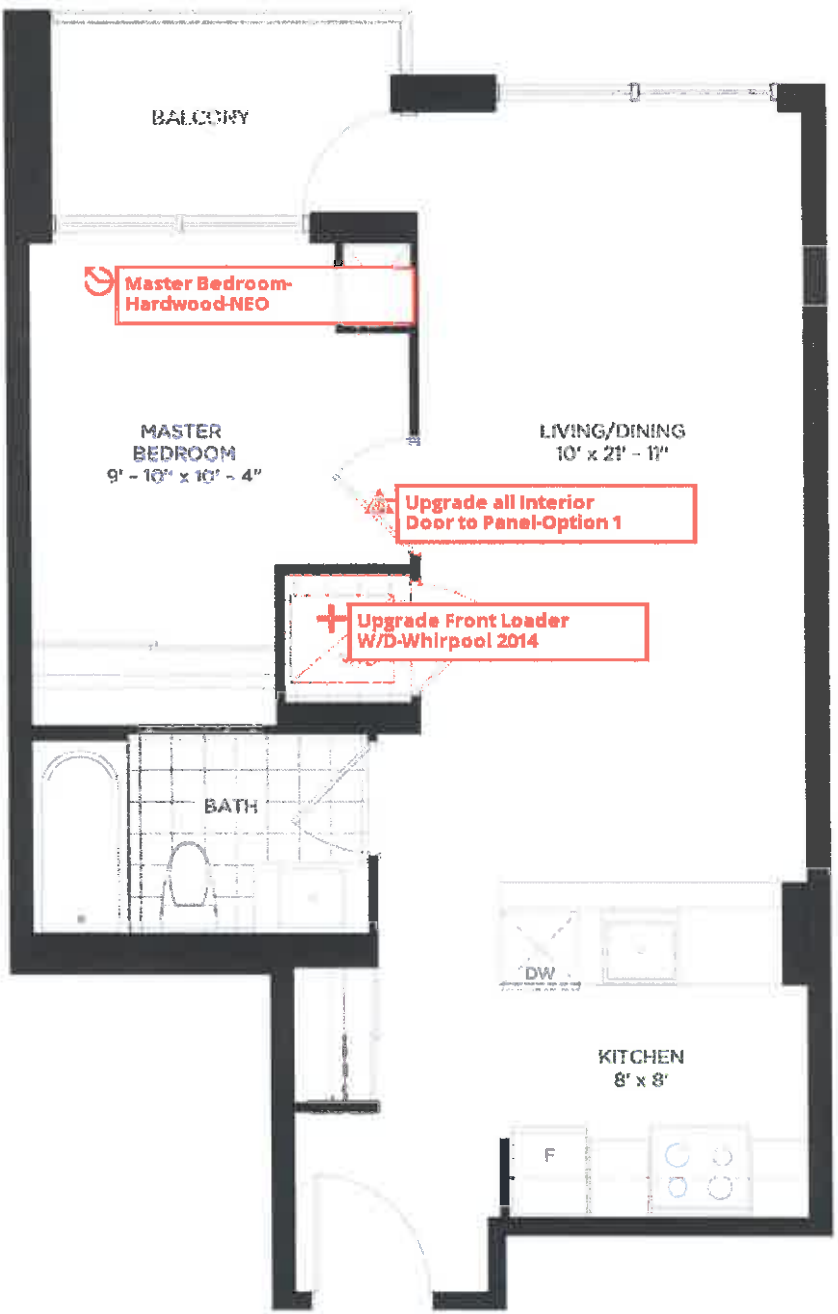 BALCONY
Master Bedroom-
Hardwood-NEO
MASTER
BEDROOM
9' - 10" x 10' - 4"
LIVING/DINING
10' x 21' - 11"
Upgrade all Interior
Door to Panel-Option 1
Upgrade Front Loader
W/D-Whirpool 2014
BATH
DW
KITCHEN
8' x 8'
F